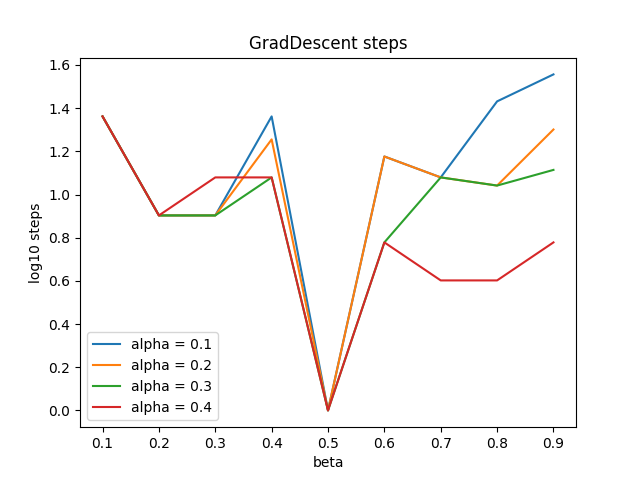 GradDescent steps
log10 steps
1.6
1.4
1.2
1.0
0.8
0.6
0.4
0.2
0.0
alpha = 0.1
alpha = 0.2
alpha = 0.3
alpha = 0.4
0.1 0.2 0.3 0.4 0.5 0.6 0.7 0.8 0.9
beta